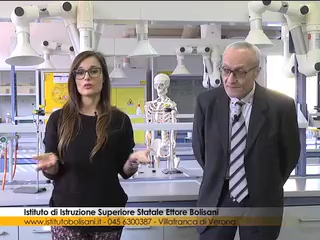 Istituto di Istruzione Superiore Statale Ettore Bolisani
www.istitutobolisani.it - 045 6300387 - Villafranca di Verona